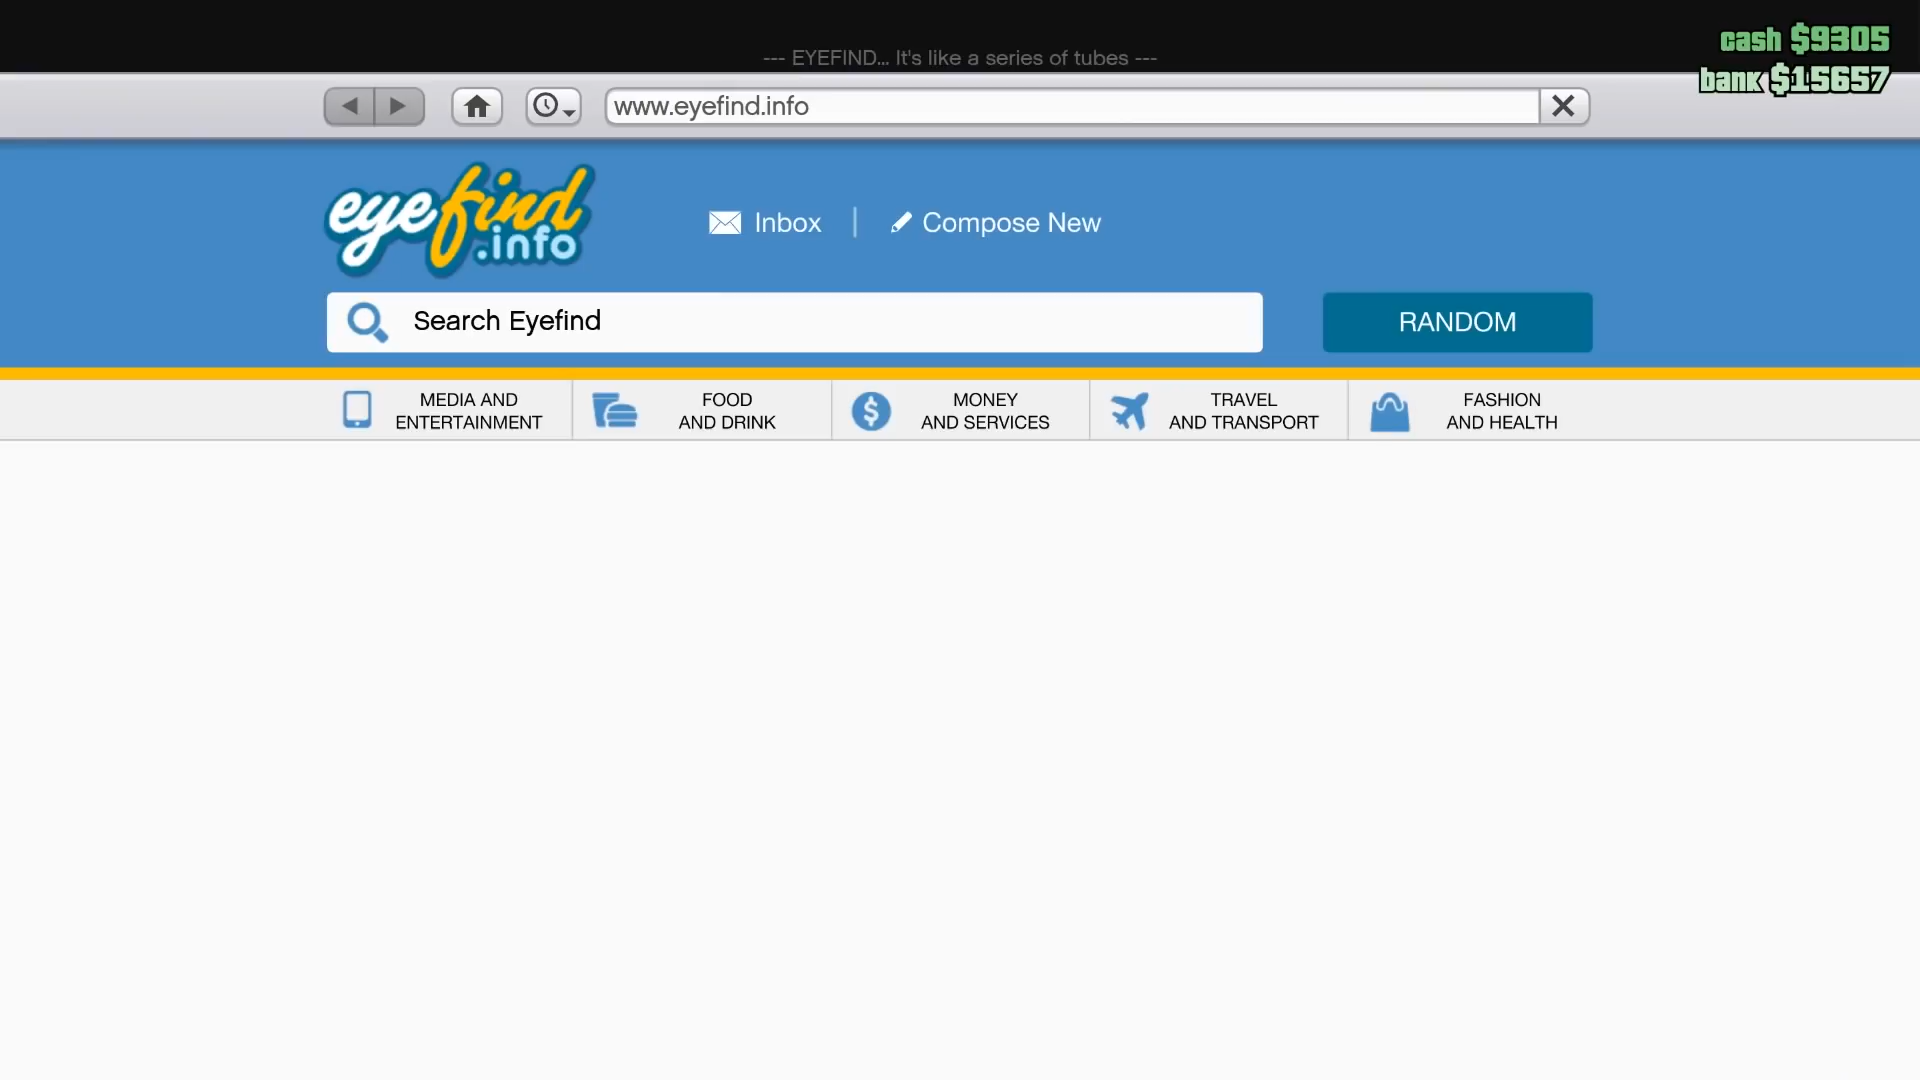 cash $9305
--- EYEFIND... It's like a series of tubes ---
bank $15657
www.eyefind.info
eyefind.info
Inbox | Compose New
Search Eyefind
RANDOM
MEDIA AND
ENTERTAINMENT
FOOD
AND DRINK
MONEY
AND SERVICES
TRAVEL
AND TRANSPORT
FASHION
AND HEALTH